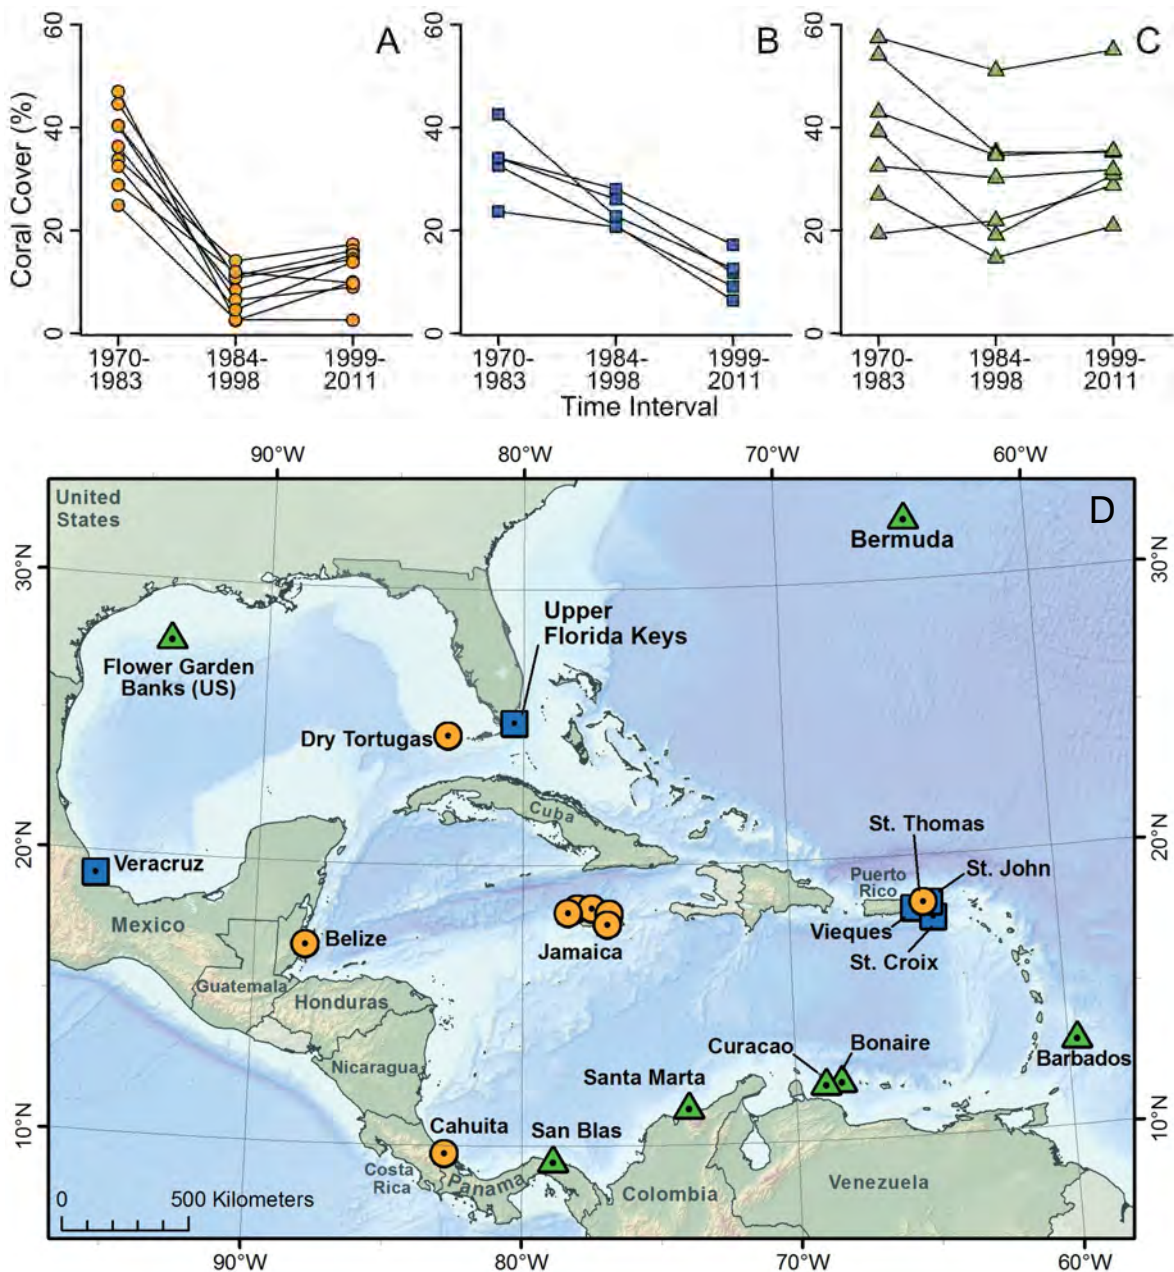 A
B
C
60
40
20
0
60
40
20
0
60
40
20
0
Coral Cover (%)
1970-
1983
1984-
1998
1999-
2011
1970-
1983
1984-
1998
1999-
2011
1970-
1983
1984-
1998
1999-
2011
Time Interval
90°W
80°W
70°W
60°W
United
States
D
Bermuda
30°N
30°N
Upper
Florida Keys
Flower Garden
Banks (US)
Dry Tortugas
Cuba
20°N
20°N
St. Thomas
Veracruz
St. John
Puerto
Rico
Mexico
Vieques
Belize
Jamaica
St. Croix
Guatemala
Honduras
Curacao
Bonaire
Barbados
Nicaragua
Santa Marta
10°N
10°N
Cahuita
San Blas
Costa
Rica
Panama
Colombia
Venezuela
0
500 Kilometers
90°W
80°W
70°W
60°W